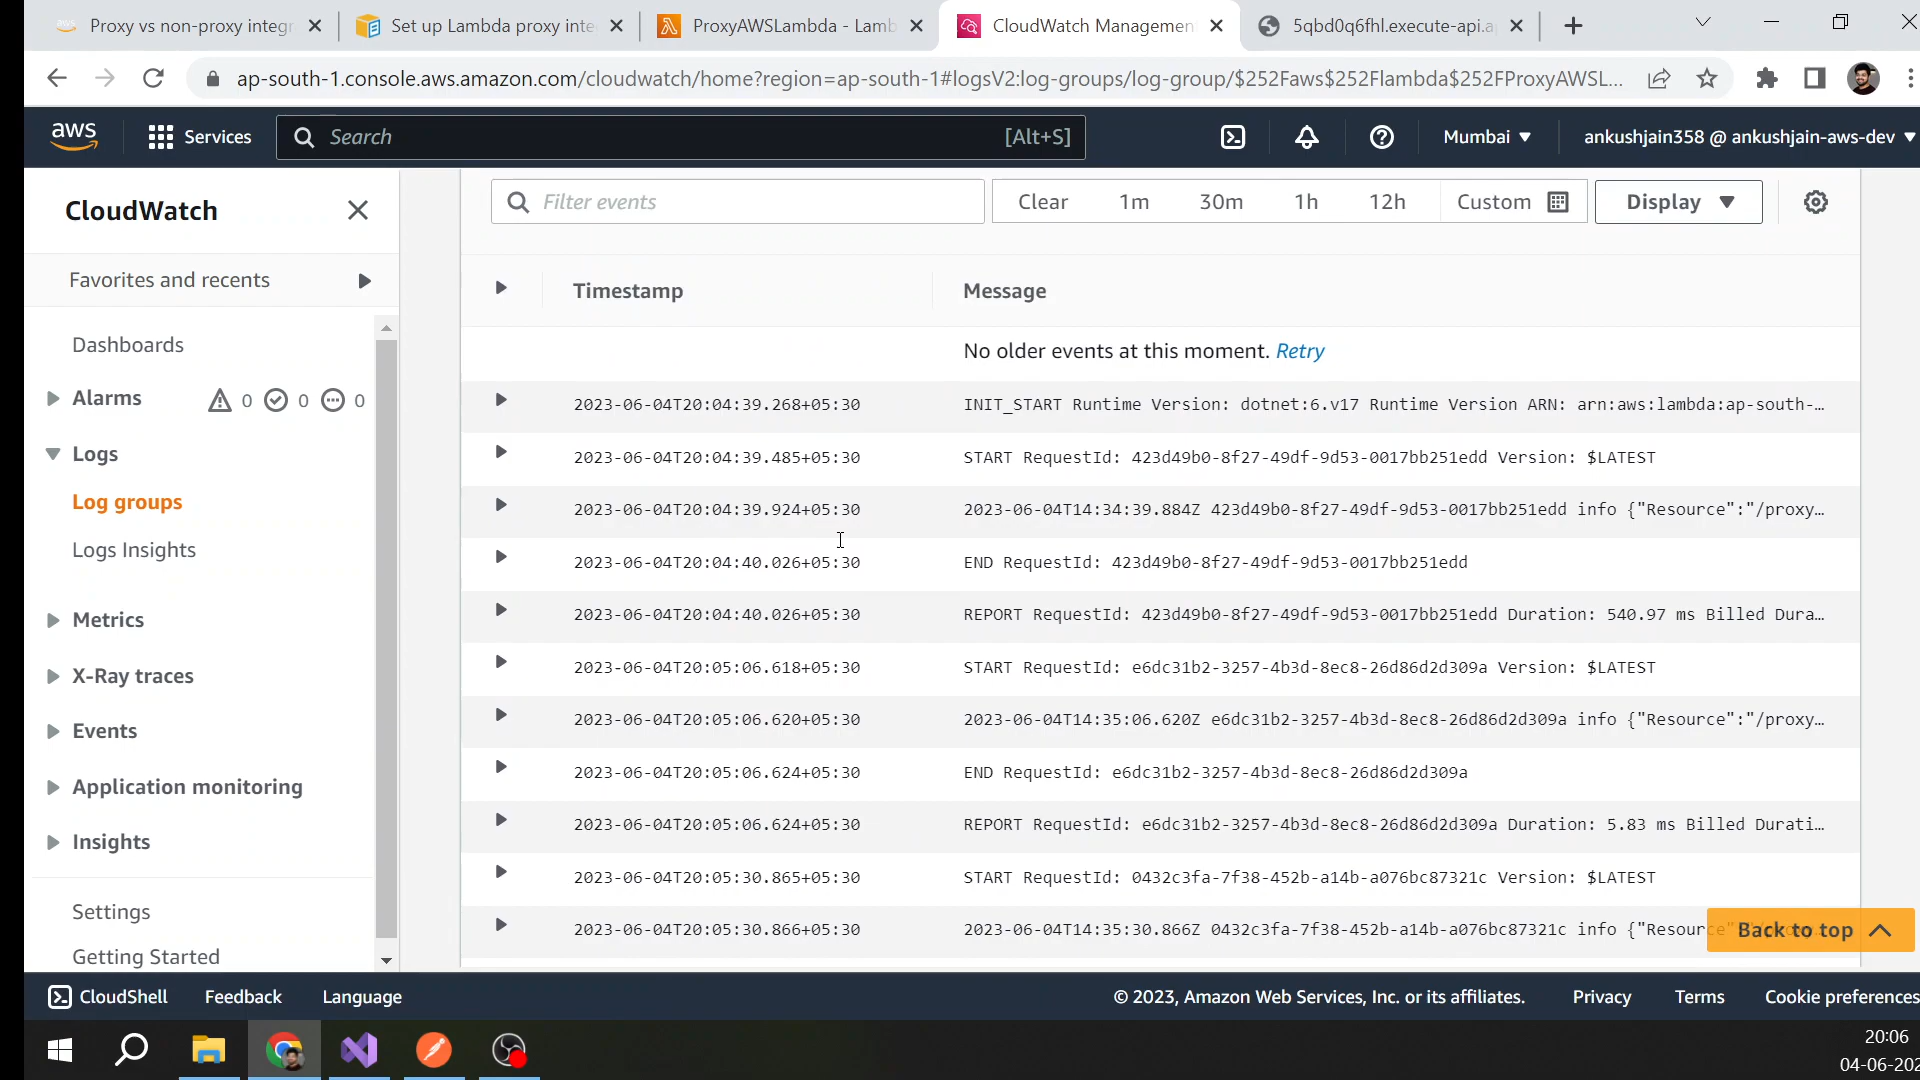 Proxy vs non-proxy integr
Set up Lambda proxy inte
ProxyAWSLambda - Lamb
CloudWatch Managemen
5qbd0q6fhl.execute-api.a
ap-south-1.console.aws.amazon.com/cloudwatch/home?region=ap-south-1#logsV2:log-groups/log-group/$252Faws$252Flambda$252FProxyAWSL...
aws
Services
Search
[Alt+S]
Mumbai
ankushjain358 @ ankushjain-aws-dev
CloudWatch
Favorites and recents
Dashboards
Alarms 0 0 0
Logs
Log groups
Logs Insights
Metrics
X-Ray traces
Events
Application monitoring
Insights
Settings
Getting Started
Filter events
Clear 1m 30m 1h 12h Custom
Display
Timestamp Message
No older events at this moment. Retry
2023-06-04T20:04:39.268+05:30 INIT_START Runtime Version: dotnet:6.v17 Runtime Version ARN: arn:aws:lambda:ap-south-…
2023-06-04T20:04:39.485+05:30 START RequestId: 423d49b0-8f27-49df-9d53-0017bb251edd Version: $LATEST
2023-06-04T20:04:39.924+05:30 2023-06-04T14:34:39.884Z 423d49b0-8f27-49df-9d53-0017bb251edd info {"Resource":"/proxy…
2023-06-04T20:04:40.026+05:30 END RequestId: 423d49b0-8f27-49df-9d53-0017bb251edd
2023-06-04T20:04:40.026+05:30 REPORT RequestId: 423d49b0-8f27-49df-9d53-0017bb251edd Duration: 540.97 ms Billed Dura…
2023-06-04T20:05:06.618+05:30 START RequestId: e6dc31b2-3257-4b3d-8ec8-26d86d2d309a Version: $LATEST
2023-06-04T20:05:06.620+05:30 2023-06-04T14:35:06.620Z e6dc31b2-3257-4b3d-8ec8-26d86d2d309a info {"Resource":"/proxy…
2023-06-04T20:05:06.624+05:30 END RequestId: e6dc31b2-3257-4b3d-8ec8-26d86d2d309a
2023-06-04T20:05:06.624+05:30 REPORT RequestId: e6dc31b2-3257-4b3d-8ec8-26d86d2d309a Duration: 5.83 ms Billed Durati…
2023-06-04T20:05:30.865+05:30 START RequestId: 0432c3fa-7f38-452b-a14b-a076bc87321c Version: $LATEST
2023-06-04T20:05:30.866+05:30 2023-06-04T14:35:30.866Z 0432c3fa-7f38-452b-a14b-a076bc87321c info {"Resource"
Back to top
CloudShell Feedback Language
© 2023, Amazon Web Services, Inc. or its affiliates. Privacy Terms Cookie preferences
20:06
04-06-202